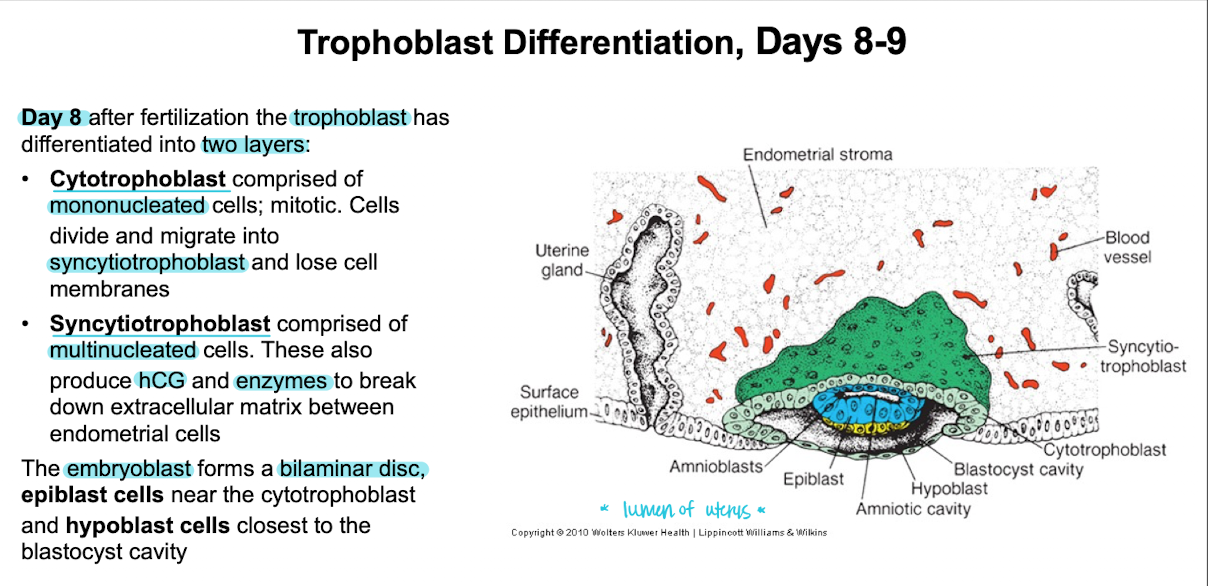 Trophoblast Differentiation, Days 8-9
Day 8 after fertilization the trophoblast has
differentiated into two layers:
• Cytotrophoblast comprised of
mononucleated cells; mitotic. Cells
divide and migrate into
syncytiotrophoblast and lose cell
membranes
• Syncytiotrophoblast comprised of
multinucleated cells. These also
produce hCG and enzymes to break
down extracellular matrix between
endometrial cells
The embryoblast forms a bilaminar disc,
epiblast cells near the cytotrophoblast
and hypoblast cells closest to the
blastocyst cavity
Endometrial stroma
Uterine
gland
Blood
vessel
Syncytio-
trophoblast
Surface
epithelium
Cytotrophoblast
Amnioblasts
Blastocyst cavity
Epiblast
Hypoblast
Amniotic cavity
* lumen of uterus *
Copyright © 2010 Wolters Kluwer Health | Lippincott Williams & Wilkins